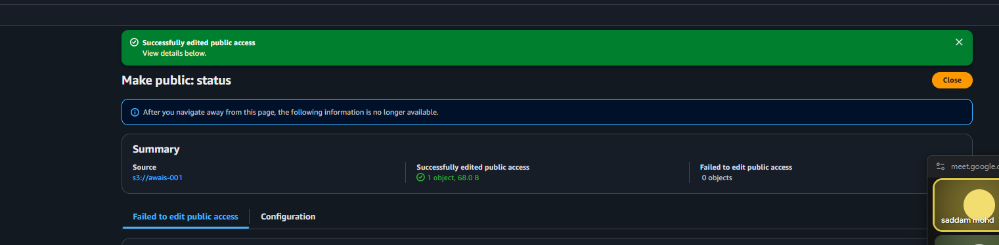 Successfully edited public access
View details below.
Make public: status
Close
After you navigate away from this page, the following information is no longer available.
Summary
Source
s3://awais-001
Successfully edited public access
1 object, 68.0 B
Failed to edit public access
0 objects
meet.google.c
saddam mohd
Failed to edit public access
Configuration